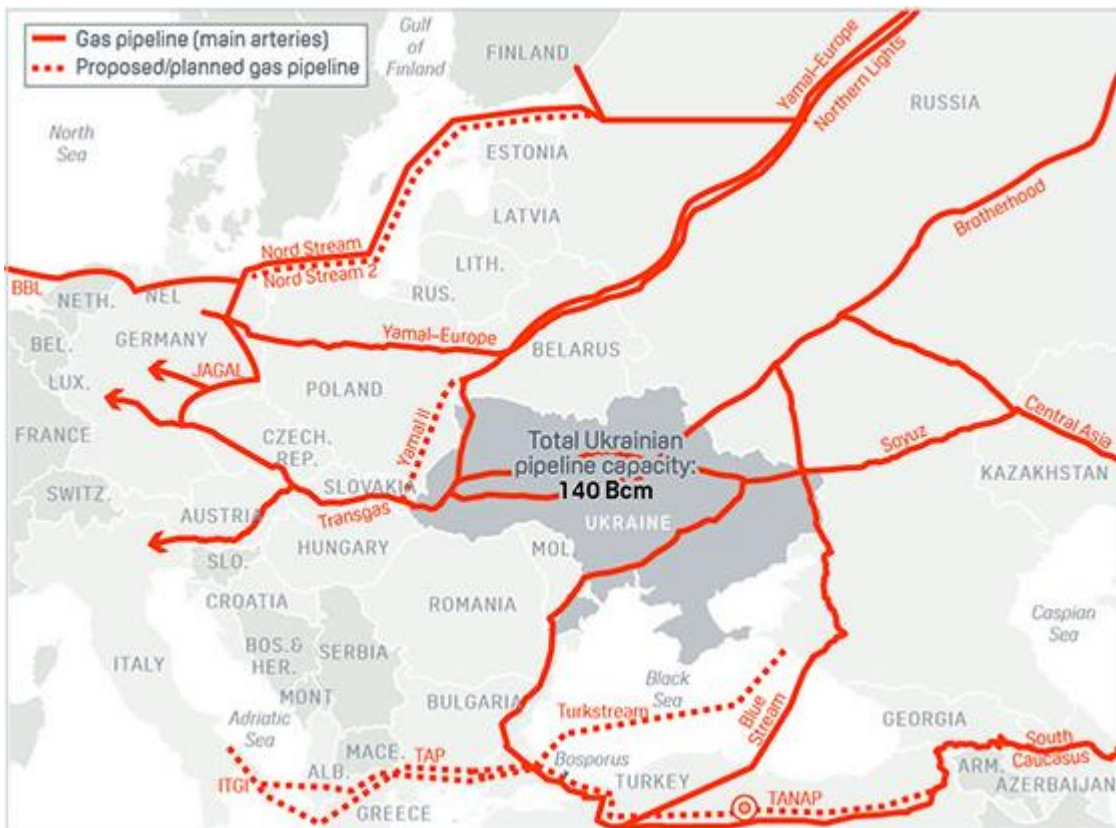 Gas pipeline (main arteries)
Proposed/planned gas pipeline
Gulf
of
Finland
FINLAND
Yamal-Europe
Northern Lights
RUSSIA
North
Sea
ESTONIA
LATVIA
Brotherhood
Nord Stream
Nord Stream 2
LITH.
RUS.
BBL
NETH.
NEL
GERMANY
BEL.
Yamal-Europe
BELARUS
JAGAL
LUX.
POLAND
Yamal II
FRANCE
CZECH.
REP.
Total Ukrainian
pipeline capacity:
140 Bcm
UKRAINE
Soyuz
Central Asia
KAZAKHSTAN
SLOVAKIA
SWITZ.
AUSTRIA
Transgas
HUNGARY
MOL.
SLO.
CROATIA
ROMANIA
BOS.&
HER.
SERBIA
ITALY
MONT
Caspian
Sea
Black
Sea
BULGARIA
Turkstream
Blue
Stream
Adriatic
Sea
MACE.
TAP
Bosporus
GEORGIA
South
Caucasus
ARM.
AZERBAIJAN
ITGI
ALB.
GREECE
TURKEY
TANAP